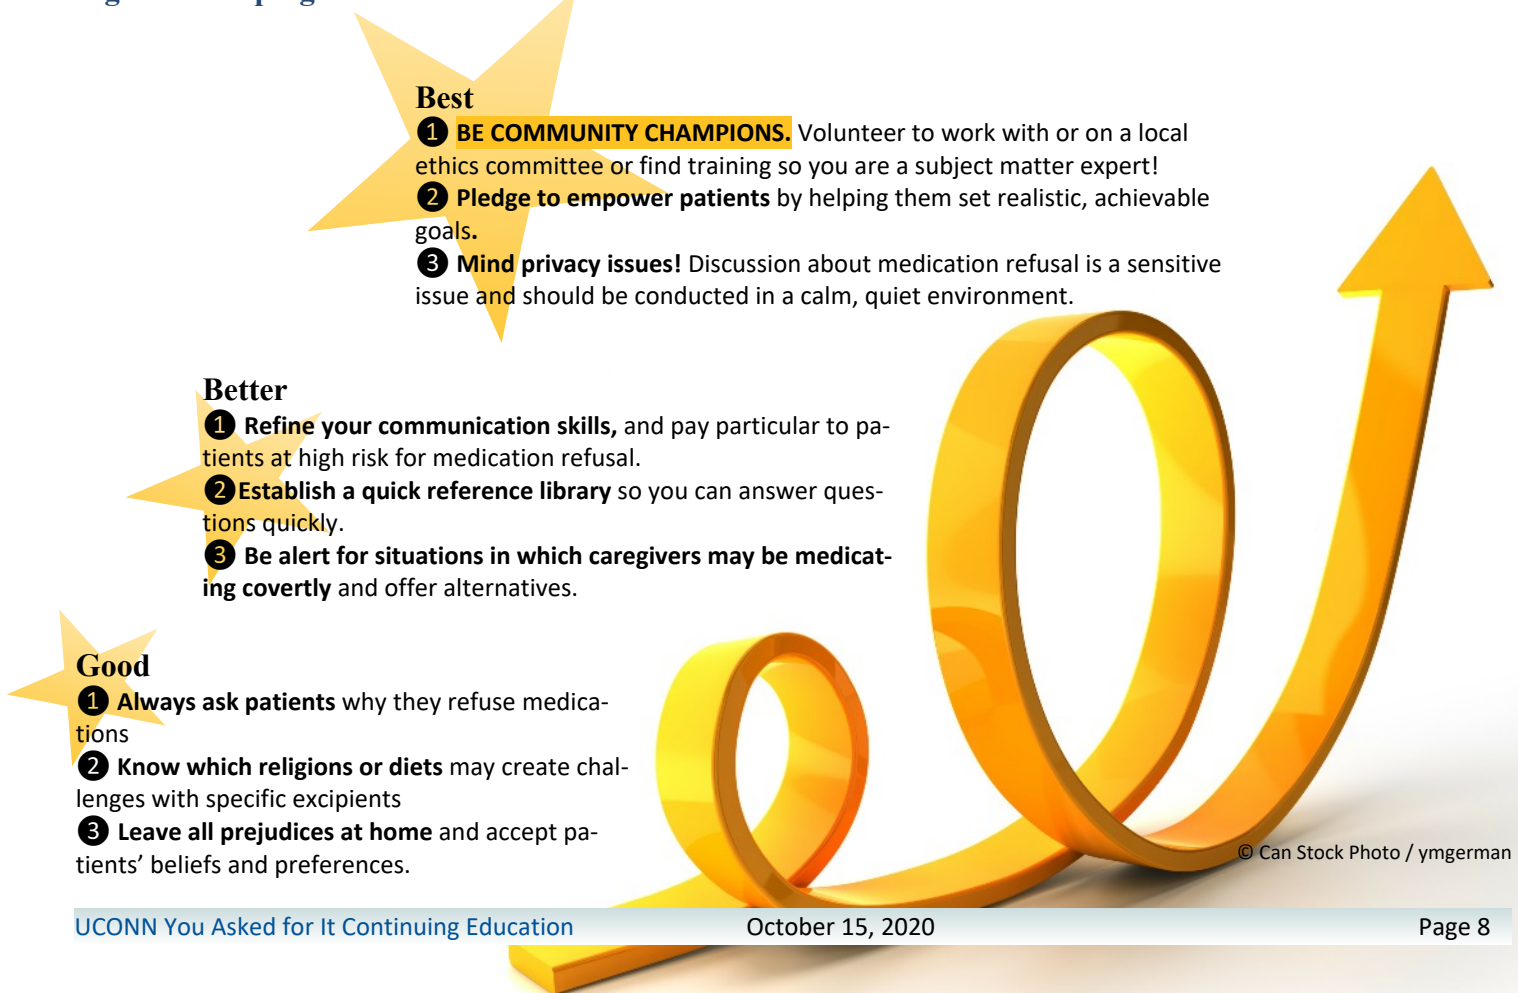 Best
❶ BE COMMUNITY CHAMPIONS. Volunteer to work with or on a local
ethics committee or find training so you are a subject matter expert!
❷ Pledge to empower patients by helping them set realistic, achievable
goals.
❸ Mind privacy issues! Discussion about medication refusal is a sensitive
issue and should be conducted in a calm, quiet environment.
Better
❶ Refine your communication skills, and pay particular to pa-
tients at high risk for medication refusal.
❷Establish a quick reference library so you can answer ques-
tions quickly.
❸ Be alert for situations in which caregivers may be medicat-
ing covertly and offer alternatives.
Good
❶ Always ask patients why they refuse medica-
tions
❷ Know which religions or diets may create chal-
lenges with specific excipients
❸ Leave all prejudices at home and accept pa-
tients’ beliefs and preferences.
© Can Stock Photo / ymgerman
UCONN You Asked for It Continuing Education October 15, 2020 Page 8